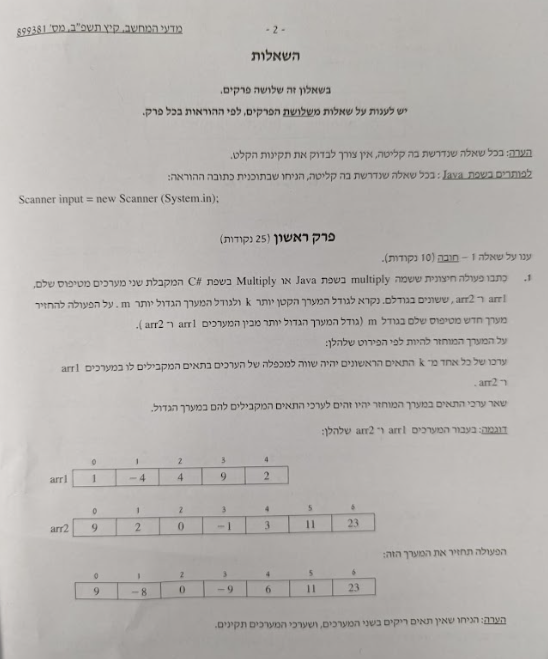 מדעי המחשב, קיץ תשפ"ב, מס' 899381
- 2 -
השאלות
בשאלון זה שלושה פרקים.
יש לענות על שאלות משלושת הפרקים, לפי ההוראות בכל פרק.
הערה: בכל שאלה שנדרשת בה קליטה, אין צורך לבדוק את תקינות הקלט.
לפותרים בשפת Java : בכל שאלה שנדרשת בה קליטה, הניחו שבתוכנית כתובה ההוראה:
Scanner input = new Scanner (System.in);
פרק ראשון (25 נקודות)
ענו על שאלה 1 – חובה (10 נקודות).
1. כתבו פעולה חיצונית ששמה multiply בשפת Java או Multiply בשפת C# המקבלת שני מערכים מטיפוס שלם,
arr1 ו־ arr2 , ששונים בגודלם. נקרא לגודל המערך הקטן יותר k ולגודל המערך הגדול יותר m . על הפעולה להחזיר
מערך חדש מטיפוס שלם בגודל m (גודל המערך הגדול יותר מבין המערכים arr1 ו־ arr2 ).
על המערך המוחזר להיות לפי הפירוט שלהלן:
ערכו של כל אחד מ־ k התאים הראשונים יהיה שווה למכפלה של הערכים בתאים המקבילים לו במערכים arr1
ו־ arr2 .
שאר ערכי התאים במערך המוחזר יהיו זהים לערכי התאים המקבילים להם במערך הגדול.
דוגמה: בעבור המערכים arr1 ו־ arr2 שלהלן:
0 1 2 3 4
arr1 1 −4 4 9 2
0 1 2 3 4 5 6
arr2 9 2 0 −1 3 11 23
הפעולה תחזיר את המערך הזה:
0 1 2 3 4 5 6
9 −8 0 −9 6 11 23
הערה: הניחו שאין תאים ריקים בשני המערכים, ושערכי המערכים תקינים.